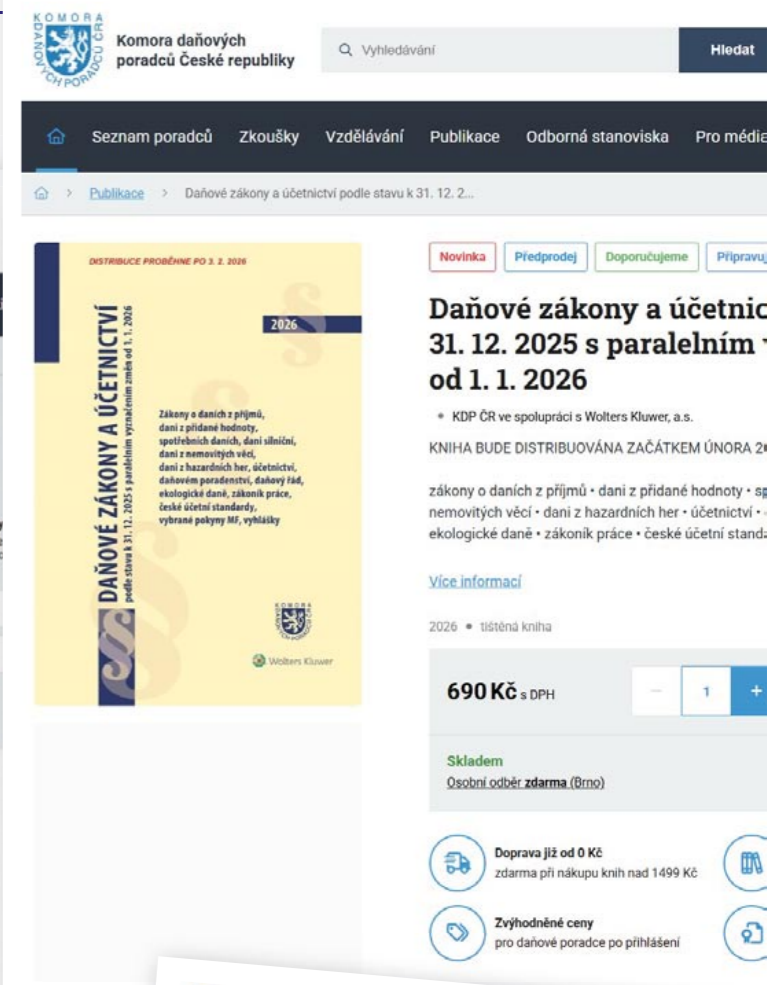 KOMORA
DAŇOVÝCH PORADCŮ ČR
Komora daňových
poradců České republiky
Vyhledávání
Hledat
Seznam poradců Zkoušky Vzdělávání Publikace Odborná stanoviska Pro média
Publikace > Daňové zákony a účetnictví podle stavu k 31. 12. 2...
DISTRIBUCE PROBĚHNE PO 3. 2. 2026
2026
DAŇOVÉ ZÁKONY A ÚČETNICTVÍ
podle stavu k 31. 12. 2025 s paralelním vyznačením změn od 1. 1. 2026
Zákony o daních z příjmů,
dani z přidané hodnoty,
spotřebních daních, dani silniční,
dani z nemovitých věcí,
dani z hazardních her, účetnictví,
daňovém poradenství, daňový řád,
ekologické daně, zákoník práce,
české účetní standardy,
vybrané pokyny MF, vyhlášky
Wolters Kluwer
Novinka Předprodej Doporučujeme Připravuj
Daňové zákony a účetnic
31. 12. 2025 s paralelním
od 1. 1. 2026
• KDP ČR ve spolupráci s Wolters Kluwer, a.s.
KNIHA BUDE DISTRIBUOVÁNA ZAČÁTKEM ÚNORA 2
zákony o daních z příjmů • dani z přidané hodnoty • sp
nemovitých věcí • dani z hazardních her • účetnictví •
ekologické daně • zákoník práce • české účetní standa
Více informací
2026 • tištěná kniha
690 Kč s DPH
− 1 +
Skladem
Osobní odběr zdarma (Brno)
Doprava již od 0 Kč
zdarma při nákupu knih nad 1499 Kč
Zvýhodněné ceny
pro daňové poradce po přihlášení